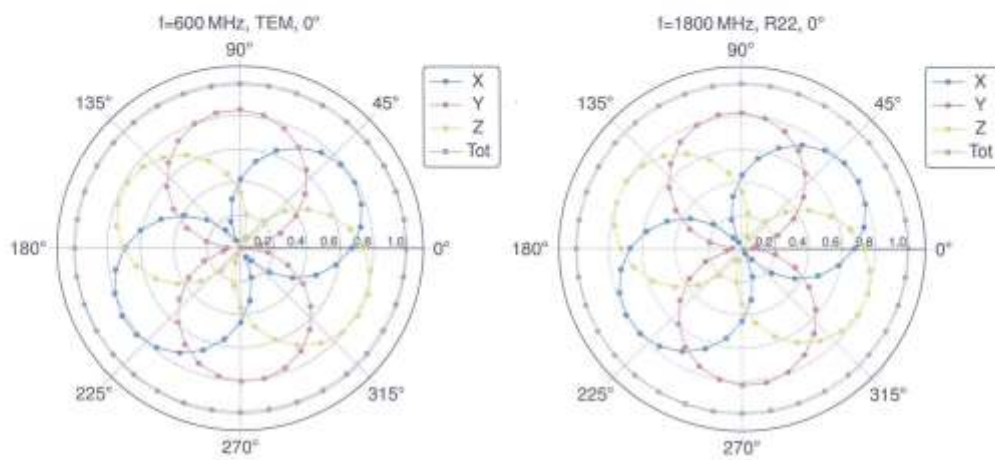 f=600 MHz, TEM, 0°
90°
135°
45°
X
Y
Z
Tot
180°
0.2 0.4 0.6 0.8 1.0
0°
225°
315°
270°
f=1800 MHz, R22, 0°
90°
135°
45°
X
Y
Z
Tot
180°
0.2 0.4 0.6 0.8 1.0
0°
225°
315°
270°